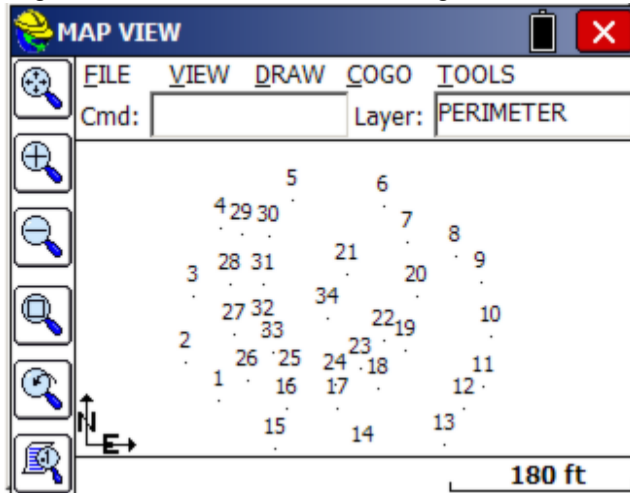 MAP VIEW
FILE VIEW DRAW COGO TOOLS
Cmd: Layer: PERIMETER
5 6
4 29 30 7
8
21 9
28 31
3 20
34
27 32 22 19 10
33
2 23
26 25 24 18 11
1 16 17 12
15 14 13
N
E
180 ft